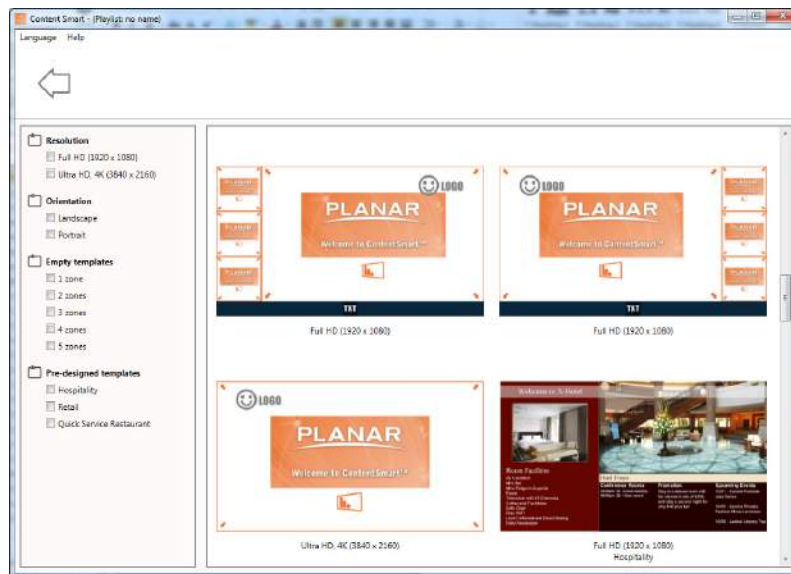 Content Smart - (Playlist: no name)
Language Help
Resolution
Full HD (1920 x 1080)
Ultra HD, 4K (3840 x 2160)
Orientation
Landscape
Portrait
Empty templates
1 zone
2 zones
3 zones
4 zones
5 zones
Pre-designed templates
Hospitality
Retail
Quick Service Restaurant
LOGO
PLANAR
Welcome to ContentSmart™
TXT
Full HD (1920 x 1080)
LOGO
PLANAR
Welcome to ContentSmart™
TXT
Full HD (1920 x 1080)
LOGO
PLANAR
Welcome to ContentSmart™
Ultra HD, 4K (3840 x 2160)
Room Facilities
Conference Rooms
Promotion
Upcoming Events
Full HD (1920 x 1080)
Hospitality